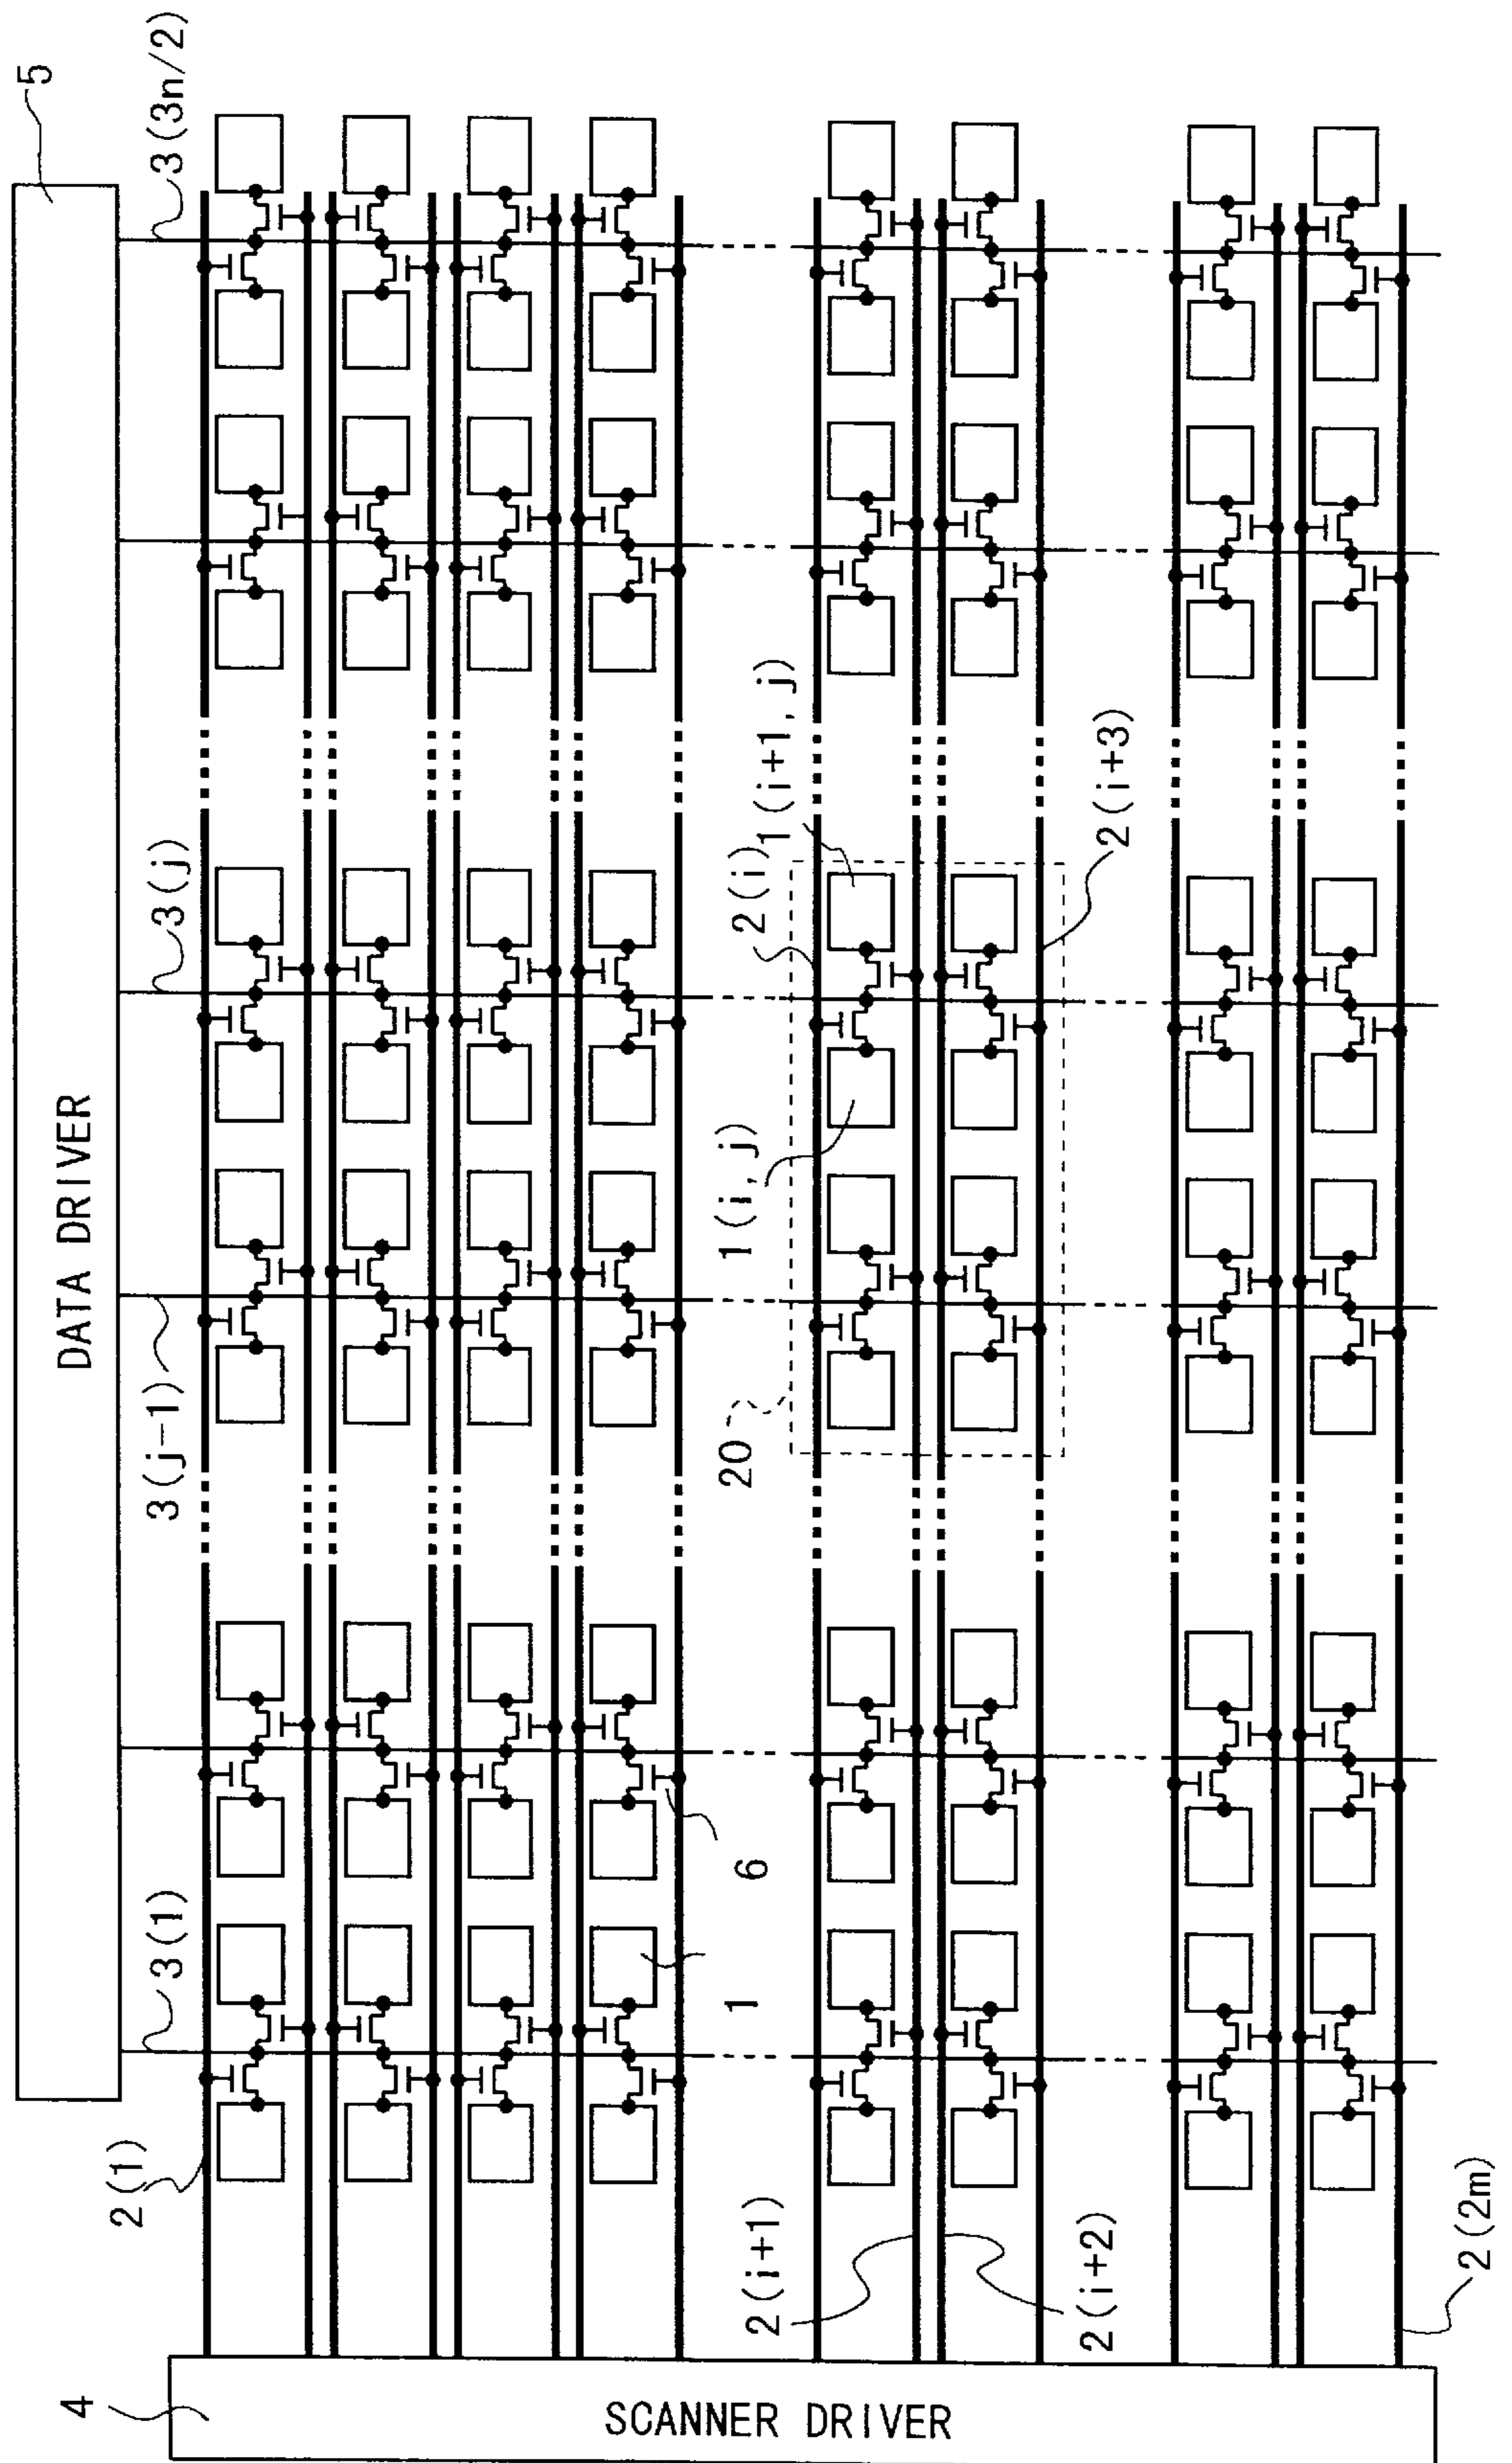 5
3(3n/2)
3(j)
DATA DRIVER
3(j-1)
3(1)
2(1)
2(i)
1(i+1, j)
1(i, j)
2(i+3)
20
6
1
2(i+1)
2(i+2)
2(2m)
4
SCANNER DRIVER